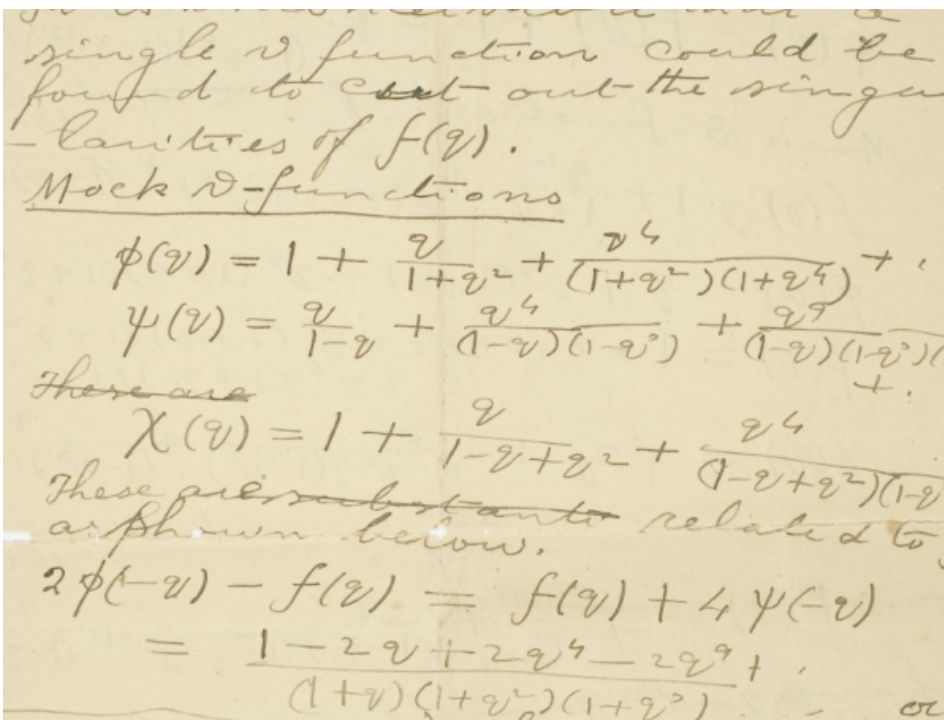 single ϑ function could be
found to cut out the singu
-larities of f(q).
Mock ϑ-functions
φ(q) = 1 + q/(1+q²) + q⁴/((1+q²)(1+q⁴)) + .
ψ(q) = q/(1-q) + q⁴/((1-q)(1-q³)) + q⁹/((1-q)(1-q³)(
+ .
There are
χ(q) = 1 + q/(1-q+q²) + q⁴/((1-q+q²)(1-q
These are related to
as shown below.
2φ(-q) - f(q) = f(q) + 4ψ(-q)
= (1 - 2q + 2q⁴ - 2q⁹ + .)/((1+q)(1+q²)(1+q³) . .